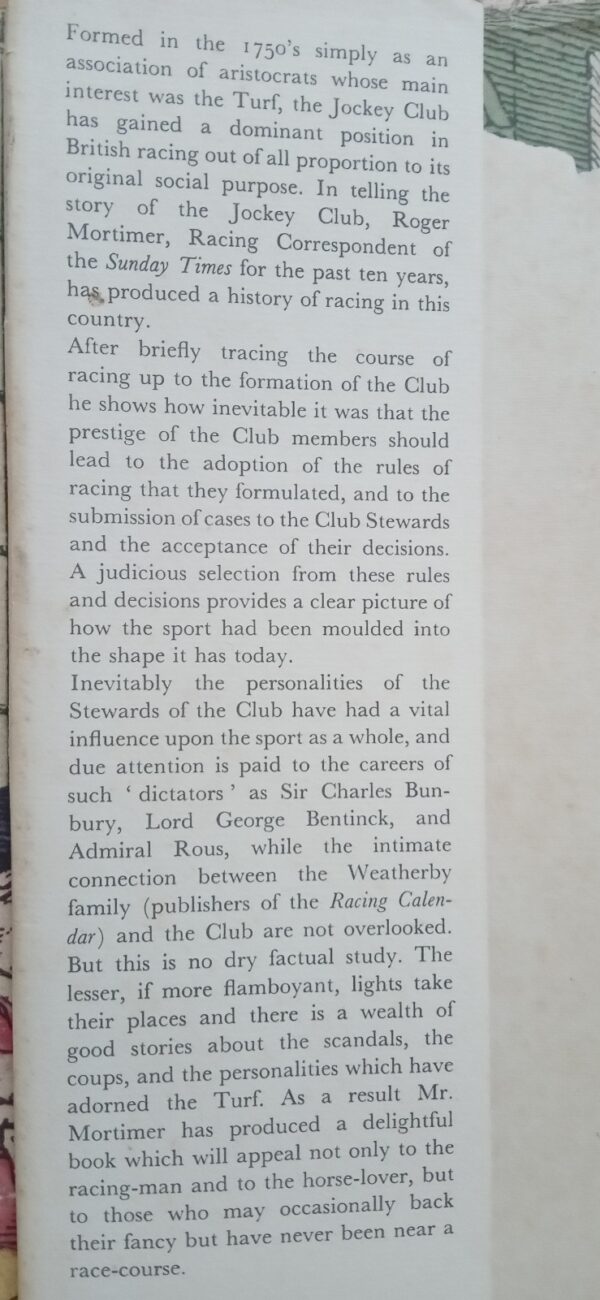 Formed in the 1750's simply as an
association of aristocrats whose main
interest was the Turf, the Jockey Club
has gained a dominant position in
British racing out of all proportion to its
original social purpose. In telling the
story of the Jockey Club, Roger
Mortimer, Racing Correspondent of
the Sunday Times for the past ten years,
has produced a history of racing in this
country.
After briefly tracing the course of
racing up to the formation of the Club
he shows how inevitable it was that the
prestige of the Club members should
lead to the adoption of the rules of
racing that they formulated, and to the
submission of cases to the Club Stewards
and the acceptance of their decisions.
A judicious selection from these rules
and decisions provides a clear picture of
how the sport had been moulded into
the shape it has today.
Inevitably the personalities of the
Stewards of the Club have had a vital
influence upon the sport as a whole, and
due attention is paid to the careers of
such ‘ dictators ’ as Sir Charles Bun-
bury, Lord George Bentinck, and
Admiral Rous, while the intimate
connection between the Weatherby
family (publishers of the Racing Calen-
dar) and the Club are not overlooked.
But this is no dry factual study. The
lesser, if more flamboyant, lights take
their places and there is a wealth of
good stories about the scandals, the
coups, and the personalities which have
adorned the Turf. As a result Mr.
Mortimer has produced a delightful
book which will appeal not only to the
racing-man and to the horse-lover, but
to those who may occasionally back
their fancy but have never been near a
race-course.